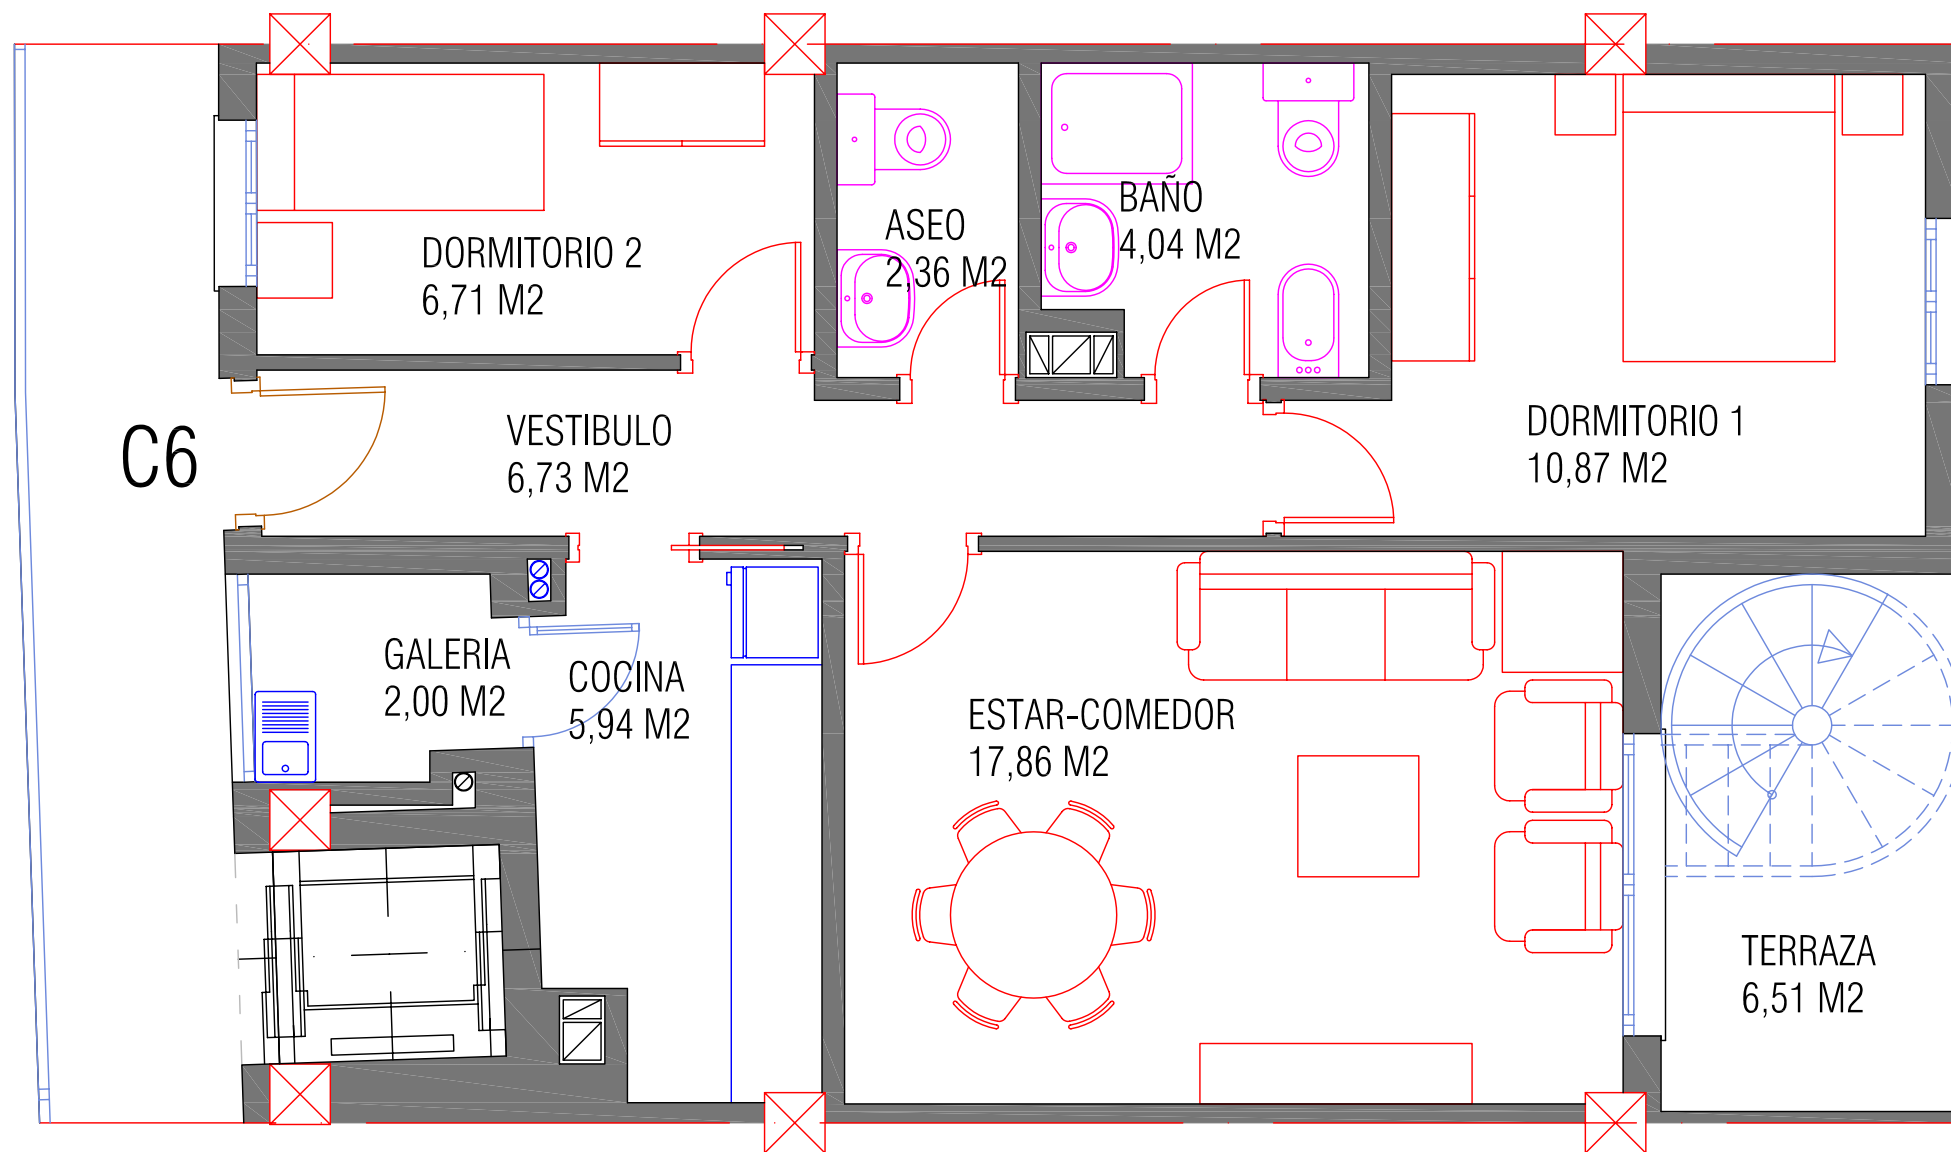 DORMITORIO 2
6,71 M2
ASEO
2,36 M2
BAÑO
4,04 M2
DORMITORIO 1
10,87 M2
C6
VESTIBULO
6,73 M2
GALERIA
2,00 M2
COCINA
5,94 M2
ESTAR-COMEDOR
17,86 M2
TERRAZA
6,51 M2